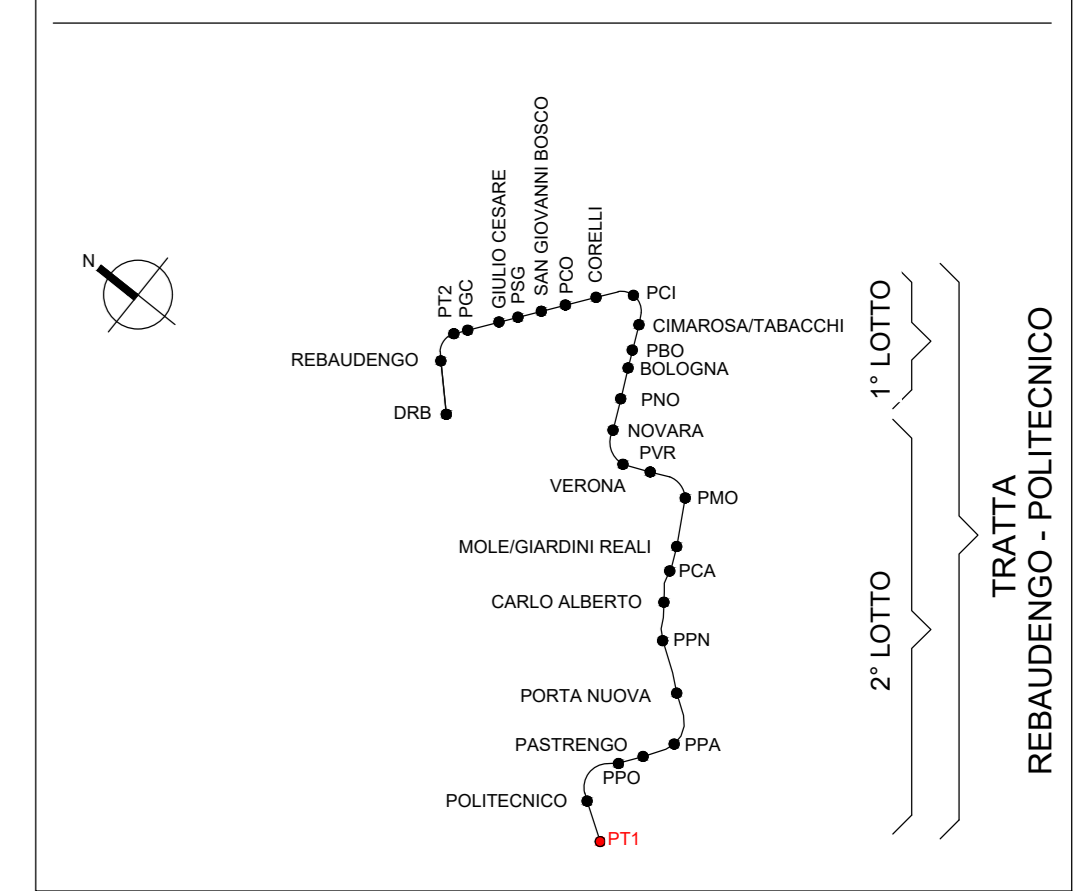 N
PT2
PGC
GIULIO CESARE
PSG
SAN GIOVANNI BOSCO
PCO
CORELLI
PCI
CIMAROSA/TABACCHI
REBAUDENGO
PBO
BOLOGNA
DRB
PNO
NOVARA
PVR
VERONA
PMO
MOLE/GIARDINI REALI
PCA
CARLO ALBERTO
PPN
PORTA NUOVA
PASTRENGO
PPA
PPO
POLITECNICO
PT1
1° LOTTO
2° LOTTO
TRATTA
REBAUDENGO - POLITECNICO